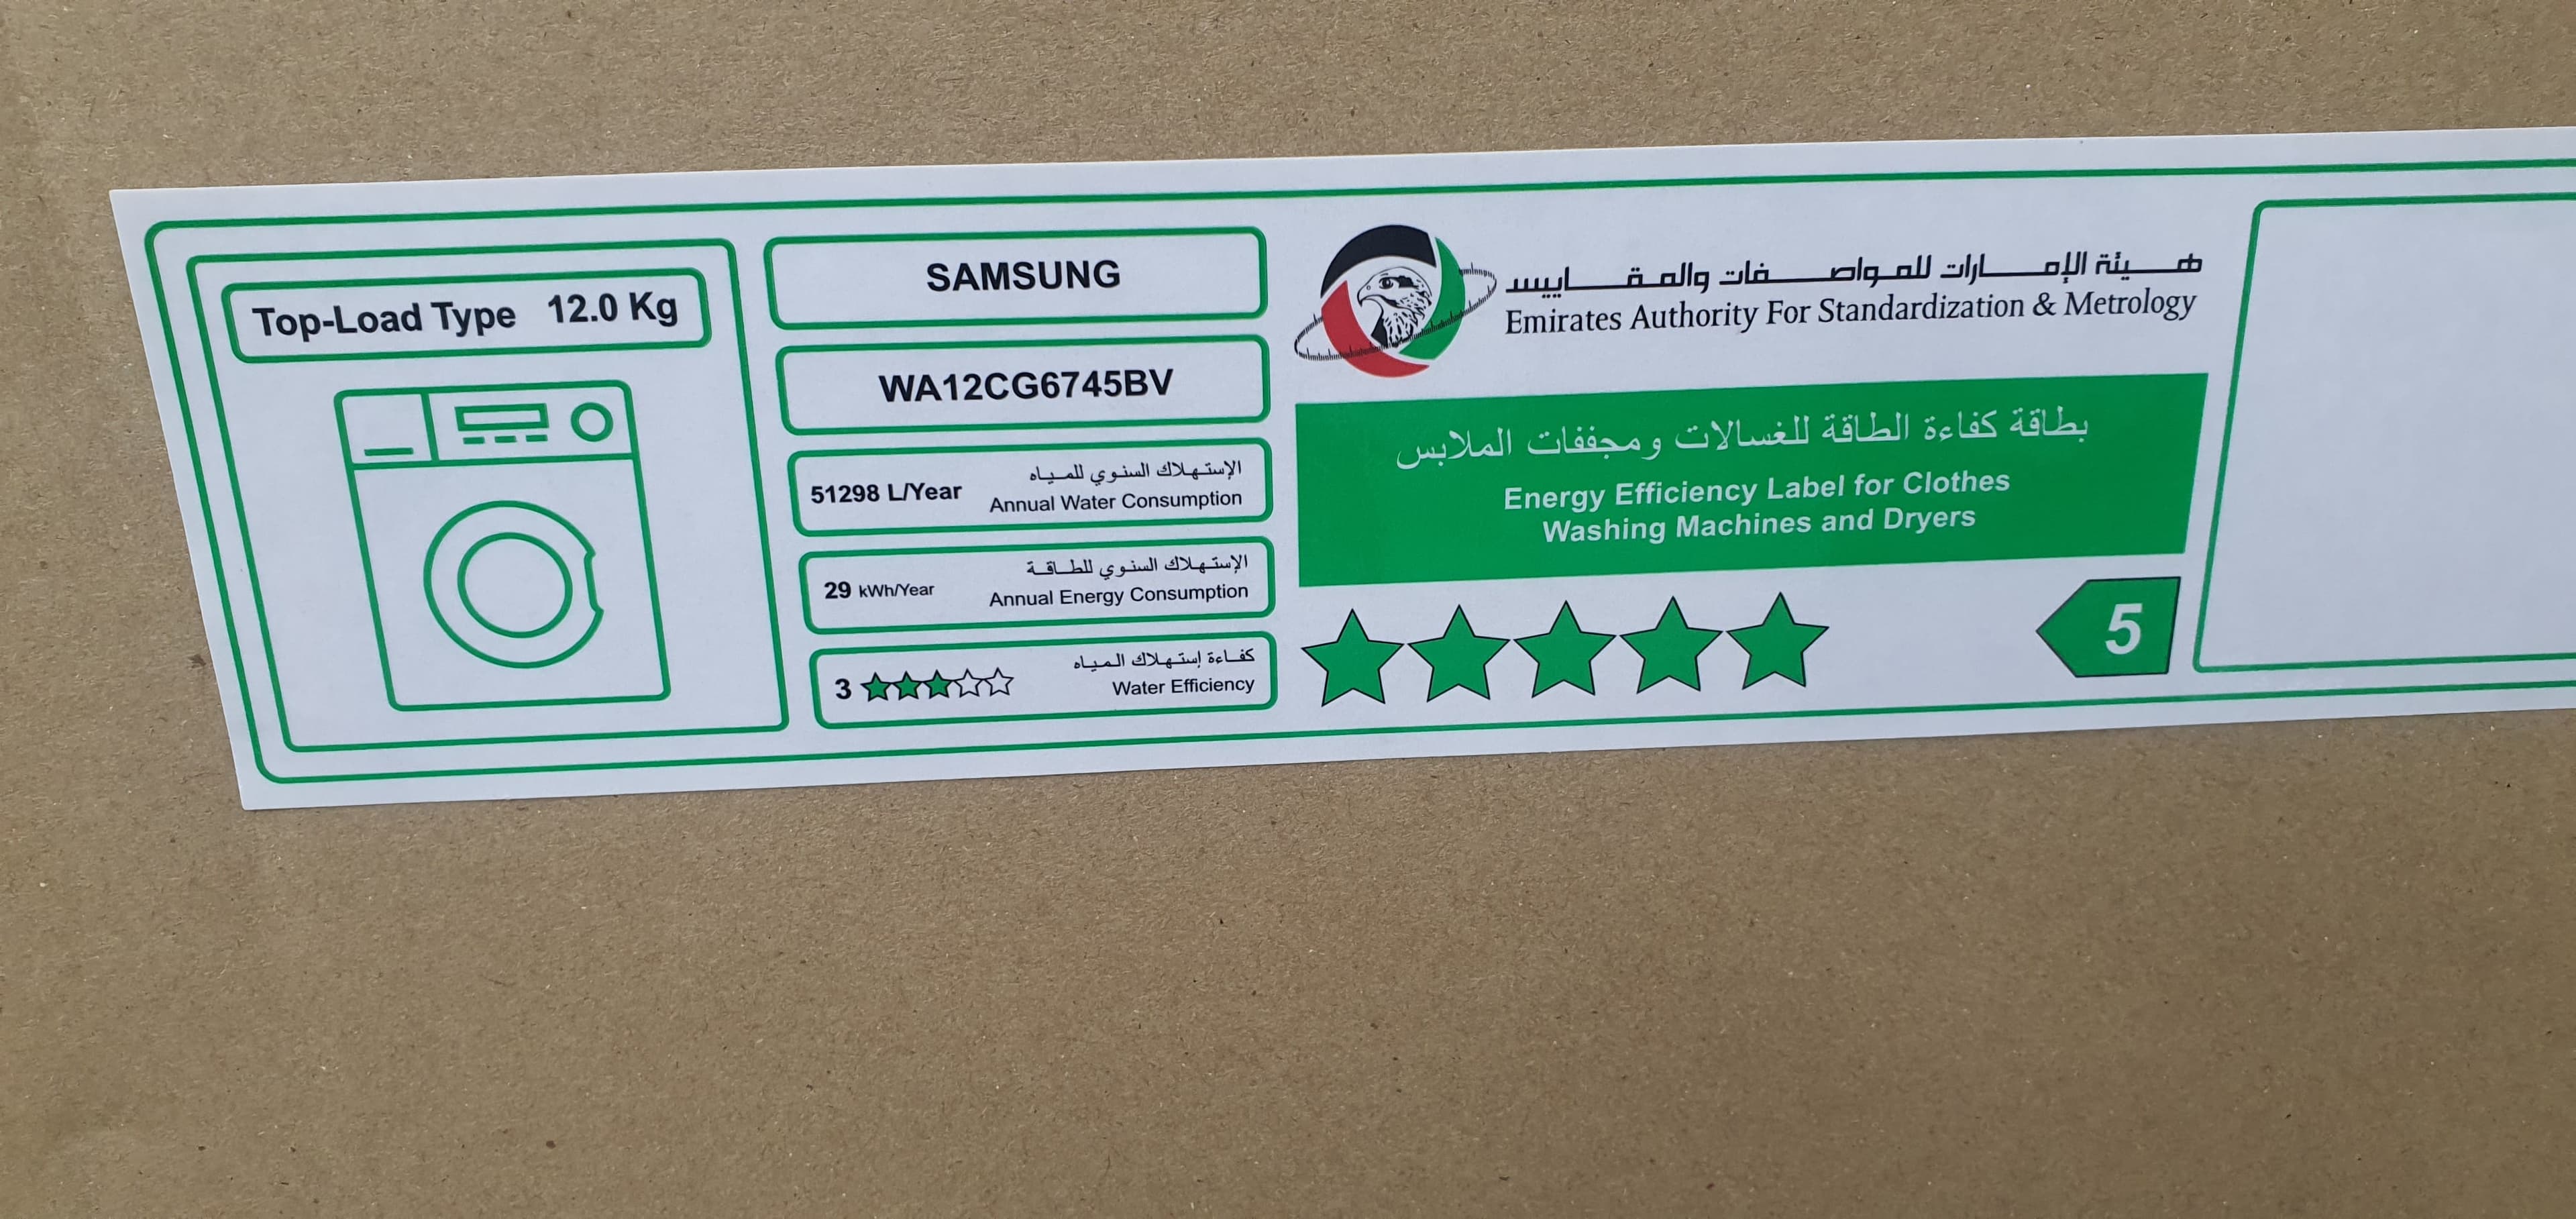 Top-Load Type 12.0 Kg
SAMSUNG
WA12CG6745BV
51298 L/Year
الإستهلاك السنوي للمياه
Annual Water Consumption
29 kWh/Year
الإستهلاك السنوي للطاقة
Annual Energy Consumption
3
كفاءة إستهلاك المياه
Water Efficiency
هيئة الإمارات للمواصفات والمقاييس
Emirates Authority For Standardization & Metrology
بطاقة كفاءة الطاقة للغسالات ومجففات الملابس
Energy Efficiency Label for Clothes
Washing Machines and Dryers
5